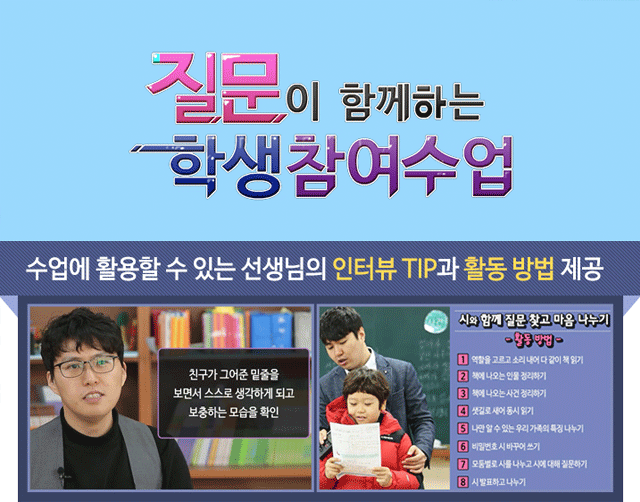 질문이 함께하는
학생참여수업
수업에 활용할 수 있는 선생님의 인터뷰 TIP과 활동 방법 제공
친구가 그어준 밑줄을
보면서 스스로 생각하게 되고
보충하는 모습을 확인
시와 함께 질문 찾고 마음 나누기
- 활동 방법 -
1 역할을 고르고 소리 내어 다 같이 책 읽기
2 책에 나오는 인물 정리하기
3 책에 나오는 사건 정리하기
4 샛길로 새어 동시 읽기
5 나만 알 수 있는 우리 가족의 특징 나누기
6 비밀번호 시 바꾸어 쓰기
7 모둠별로 시를 나누고 시에 대해 질문하기
8 시 발표하고 나누기